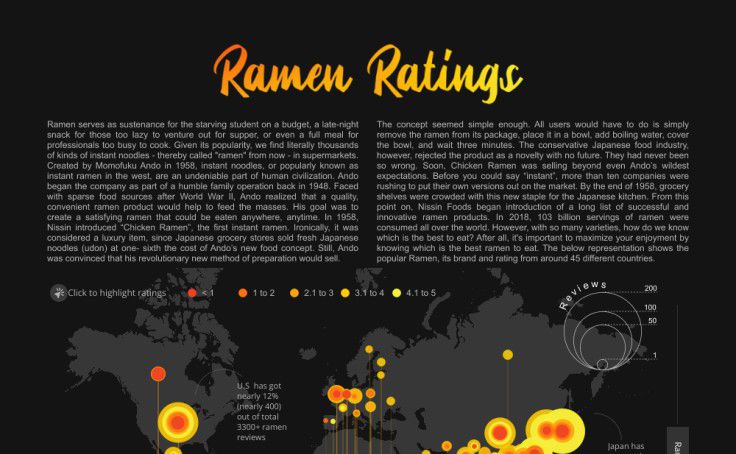 Ramen Ratings
Ramen serves as sustenance for the starving student on a budget, a late-night
snack for those too lazy to venture out for supper, or even a full meal for
professionals too busy to cook. Given its popularity, we find literally thousands
of kinds of instant noodles - thereby called "ramen" from now - in supermarkets.
Created by Momofuku Ando in 1958, instant noodles, or popularly known as
instant ramen in the west, are an undeniable part of human civilization. Ando
began the company as part of a humble family operation back in 1948. Faced
with sparse food sources after World War II, Ando realized that a quality,
convenient ramen product would help to feed the masses. His goal was to
create a satisfying ramen that could be eaten anywhere, anytime. In 1958,
Nissin introduced “Chicken Ramen”, the first instant ramen. Ironically, it was
considered a luxury item, since Japanese grocery stores sold fresh Japanese
noodles (udon) at one- sixth the cost of Ando’s new food concept. Still, Ando
was convinced that his revolutionary new method of preparation would sell.
The concept seemed simple enough. All users would have to do is simply
remove the ramen from its package, place it in a bowl, add boiling water, cover
the bowl, and wait three minutes. The conservative Japanese food industry,
however, rejected the product as a novelty with no future. They had never been
so wrong. Soon, Chicken Ramen was selling beyond even Ando’s wildest
expectations. Before you could say “instant”, more than ten companies were
rushing to put their own versions out on the market. By the end of 1958, grocery
shelves were crowded with this new staple for the Japanese kitchen. From this
point on, Nissin Foods began introduction of a long list of successful and
innovative ramen products. In 2018, 103 billion servings of ramen were
consumed all over the world. However, with so many varieties, how do we know
which is the best to eat? After all, it's important to maximize your enjoyment by
knowing which is the best ramen to eat. The below representation shows the
popular Ramen, its brand and rating from around 45 different countries.
Click to highlight ratings
< 1
1 to 2
2.1 to 3
3.1 to 4
4.1 to 5
Reviews
200
100
50
1
U.S has got
nearly 12%
(nearly 400)
out of total
3300+ ramen
reviews
Japan has
Ra